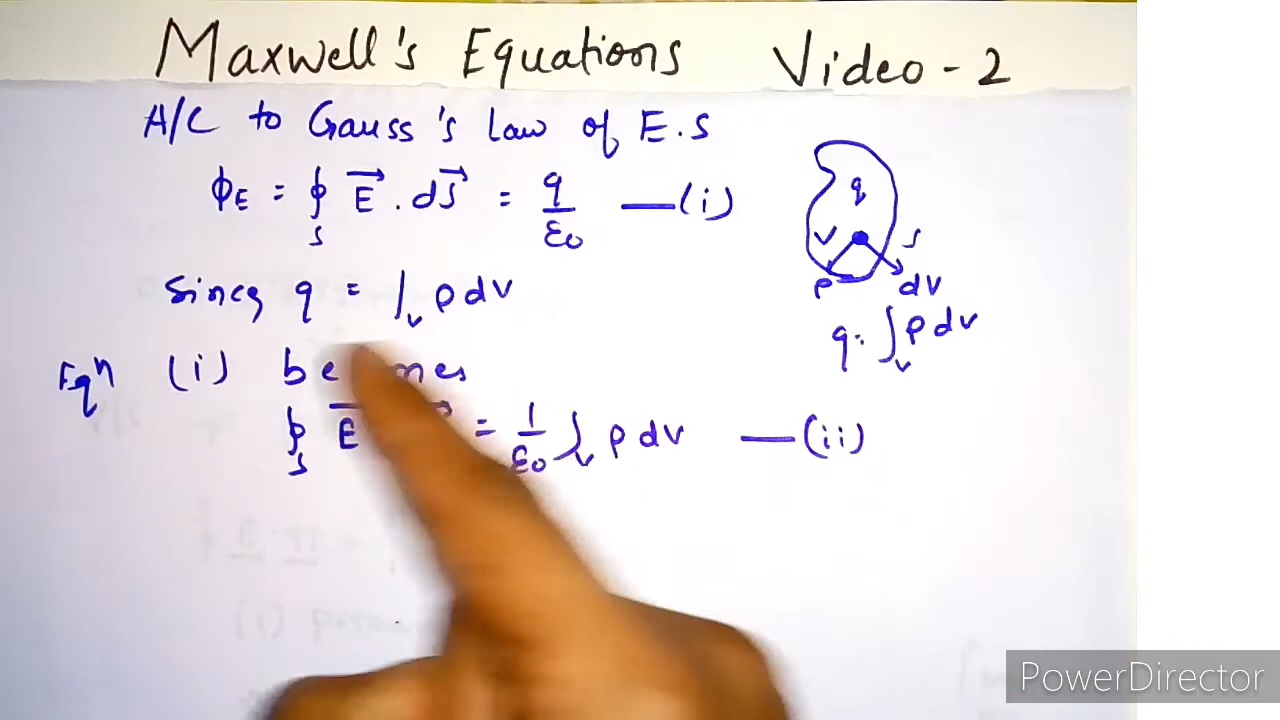 Maxwell's Equations Video - 2
A/C to Gauss's Law of E.S
ϕE = ∮S E⃗ . dS⃗ = q/ε0 —(i)
q
V S
ρ dV
q = ∫v ρ dv
Since, q = ∫v ρ dv
Eqⁿ (i)
∮S E⃗ = 1/ε0 ∫v ρ dv —(ii)
PowerDirector